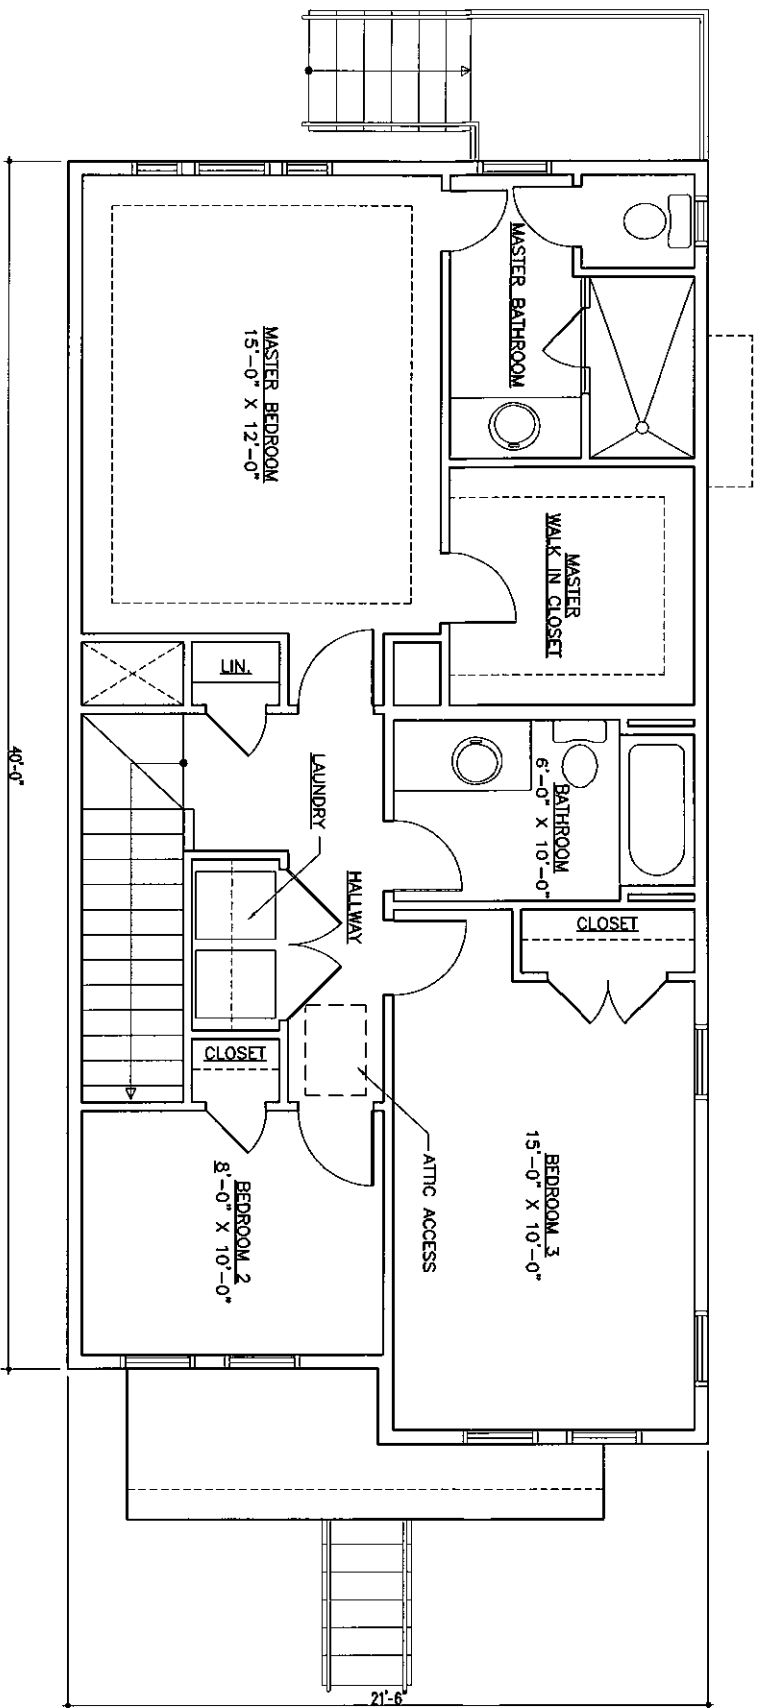 MASTER BATHROOM
MASTER BEDROOM
15'-0" X 12'-0"
MASTER
WALK IN CLOSET
LIN.
LAUNDRY
BATHROOM
6'-0" X 10'-0"
HALLWAY
CLOSET
CLOSET
ATTIC ACCESS
BEDROOM 3
15'-0" X 10'-0"
BEDROOM 2
8'-0" X 10'-0"
40'-0"
21'-6"